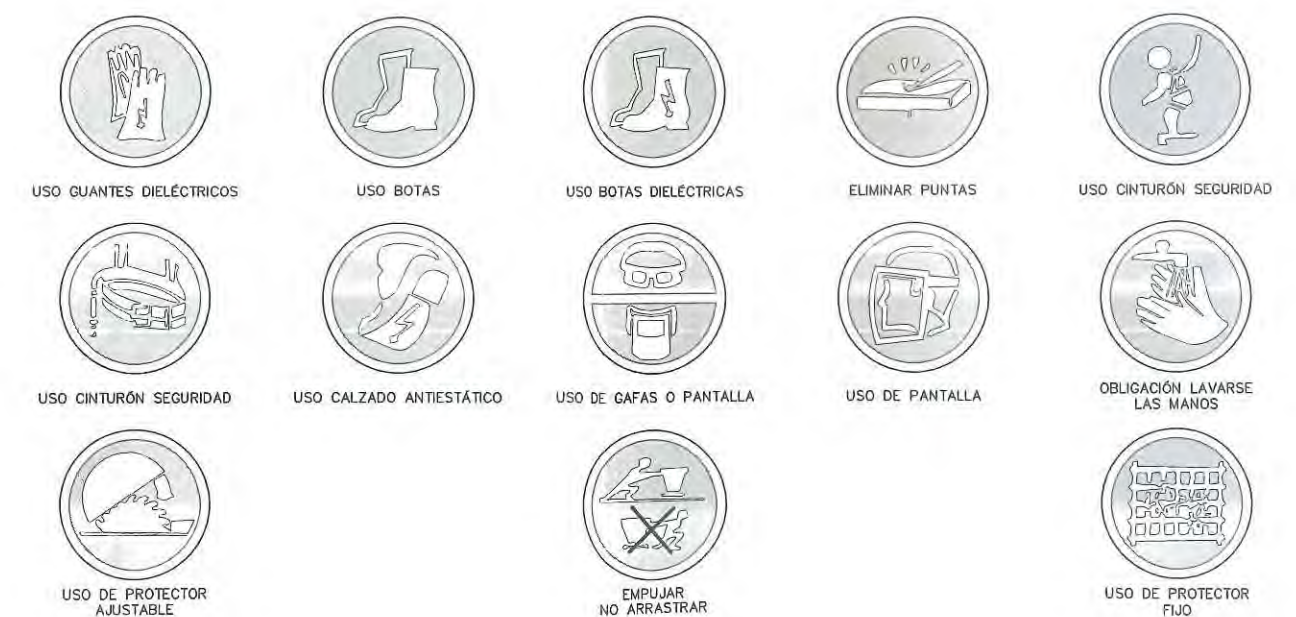 USO GUANTES DIELÉCTRICOS
USO BOTAS
USO BOTAS DIELÉCTRICAS
ELIMINAR PUNTAS
USO CINTURÓN SEGURIDAD
USO CINTURÓN SEGURIDAD
USO CALZADO ANTIESTÁTICO
USO DE GAFAS O PANTALLA
USO DE PANTALLA
OBLIGACIÓN LAVARSE
LAS MANOS
USO DE PROTECTOR
AJUSTABLE
EMPUJAR
NO ARRASTRAR
USO DE PROTECTOR
FIJO